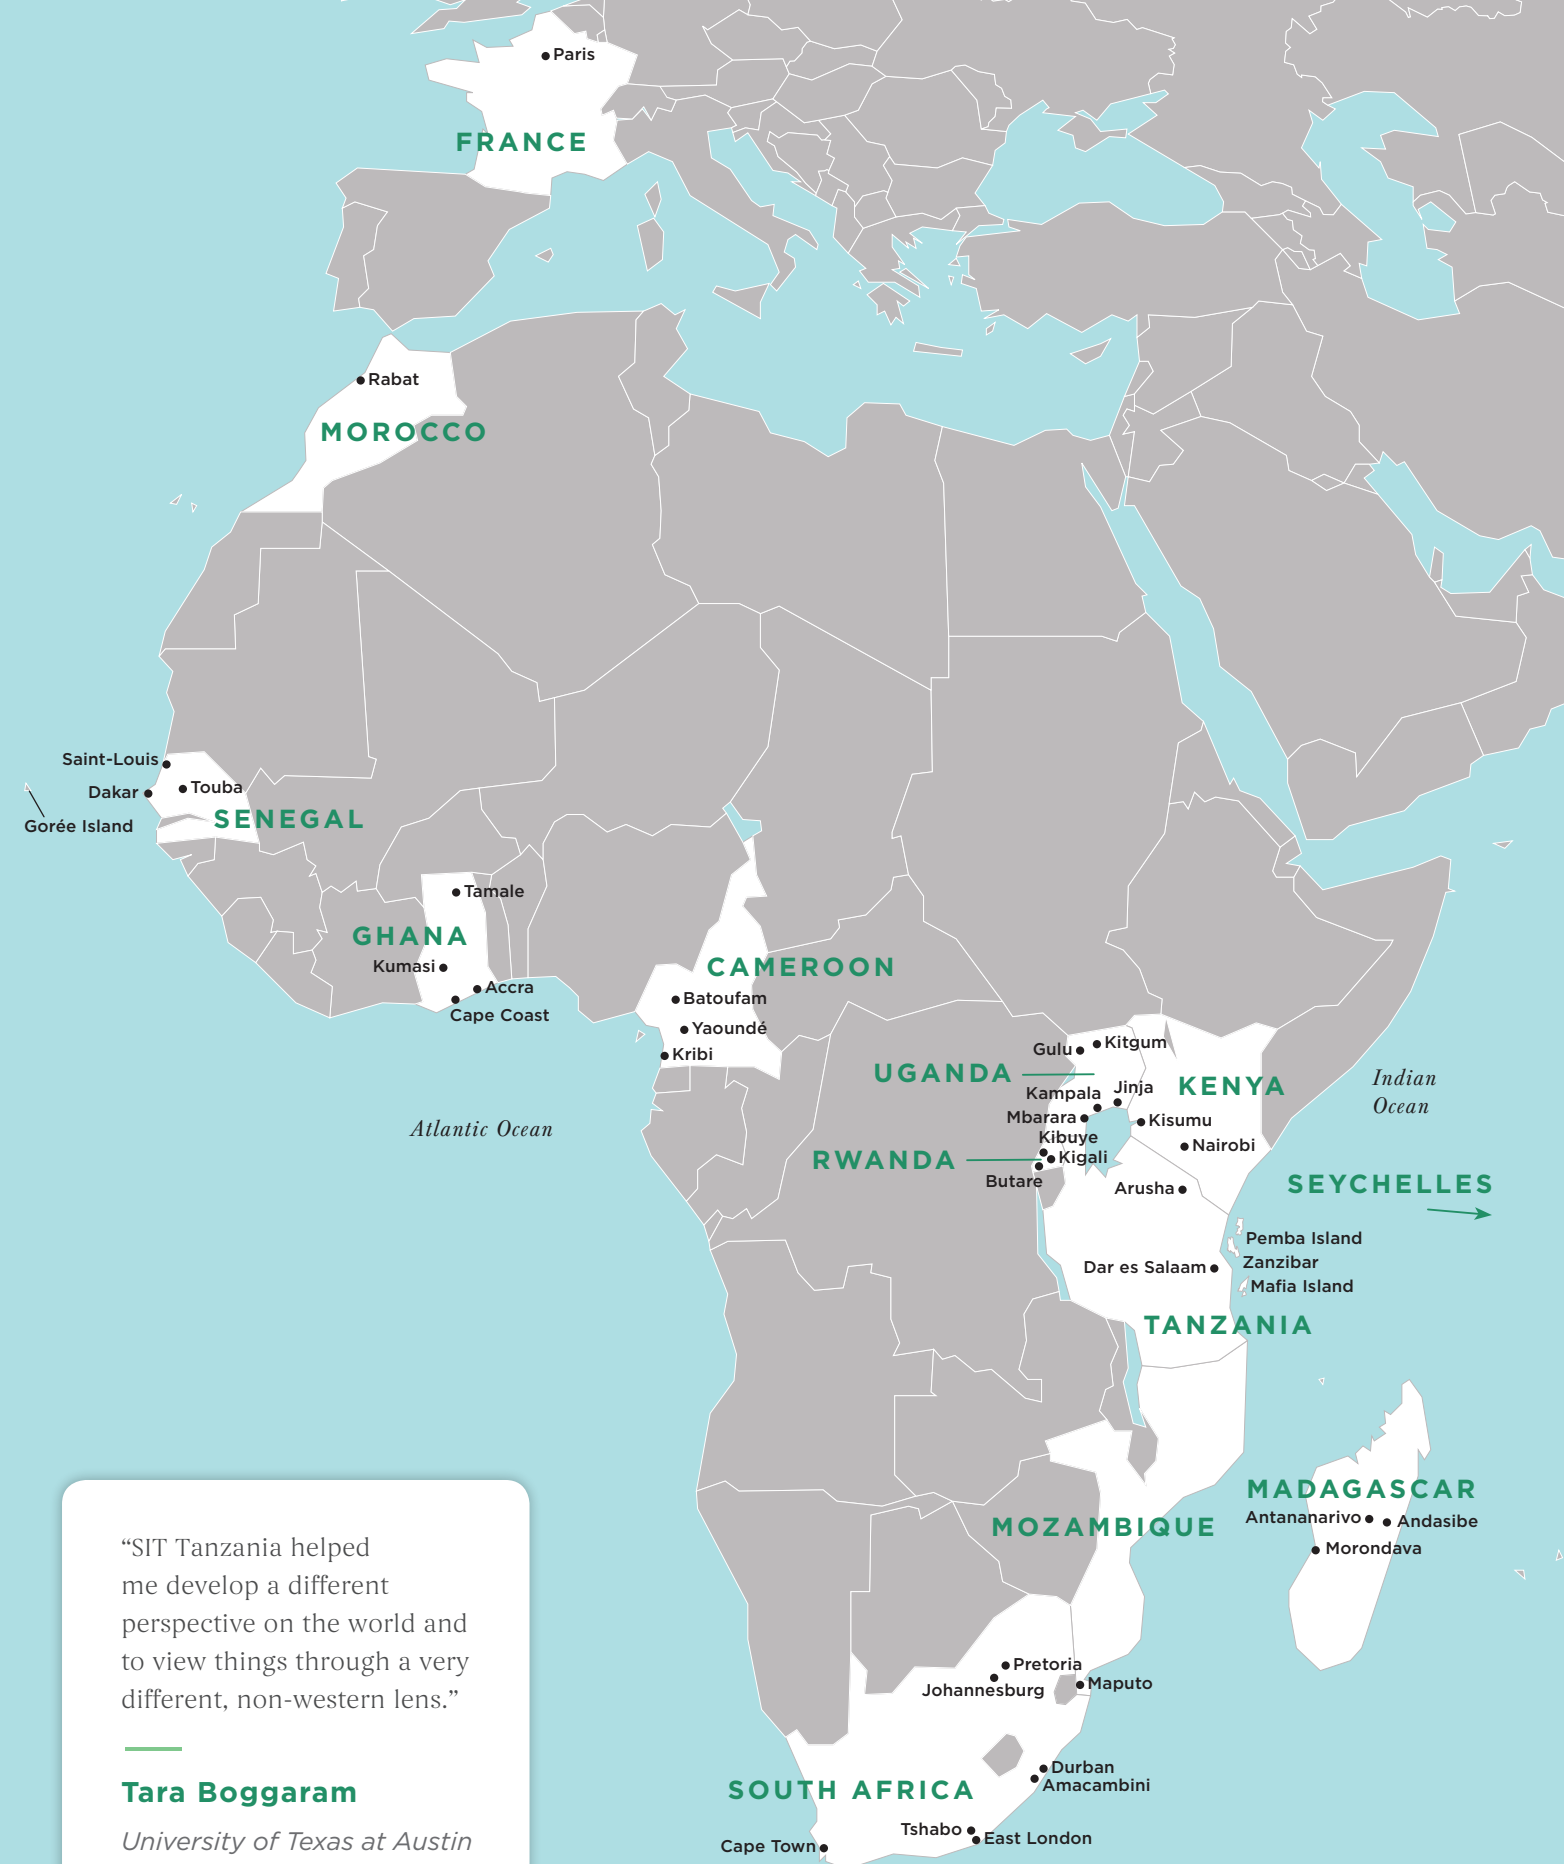 Paris
FRANCE
Rabat
MOROCCO
Saint-Louis
Dakar
Touba
Gorée Island
SENEGAL
Tamale
GHANA
Kumasi
Accra
Cape Coast
CAMEROON
Batoufam
Yaoundé
Kribi
Gulu
Kitgum
UGANDA
KENYA
Jinja
Kampala
Mbarara
Kisumu
Kibuye
Nairobi
RWANDA
Kigali
Butare
Arusha
Indian
Ocean
Atlantic Ocean
SEYCHELLES
Pemba Island
Zanzibar
Dar es Salaam
Mafia Island
TANZANIA
MADAGASCAR
Antananarivo
Andasibe
Morondava
MOZAMBIQUE
Pretoria
Johannesburg
Maputo
Durban
Amacambini
SOUTH AFRICA
Tshabo
East London
Cape Town
“SIT Tanzania helped
me develop a different
perspective on the world and
to view things through a very
different, non-western lens.”
Tara Boggaram
University of Texas at Austin